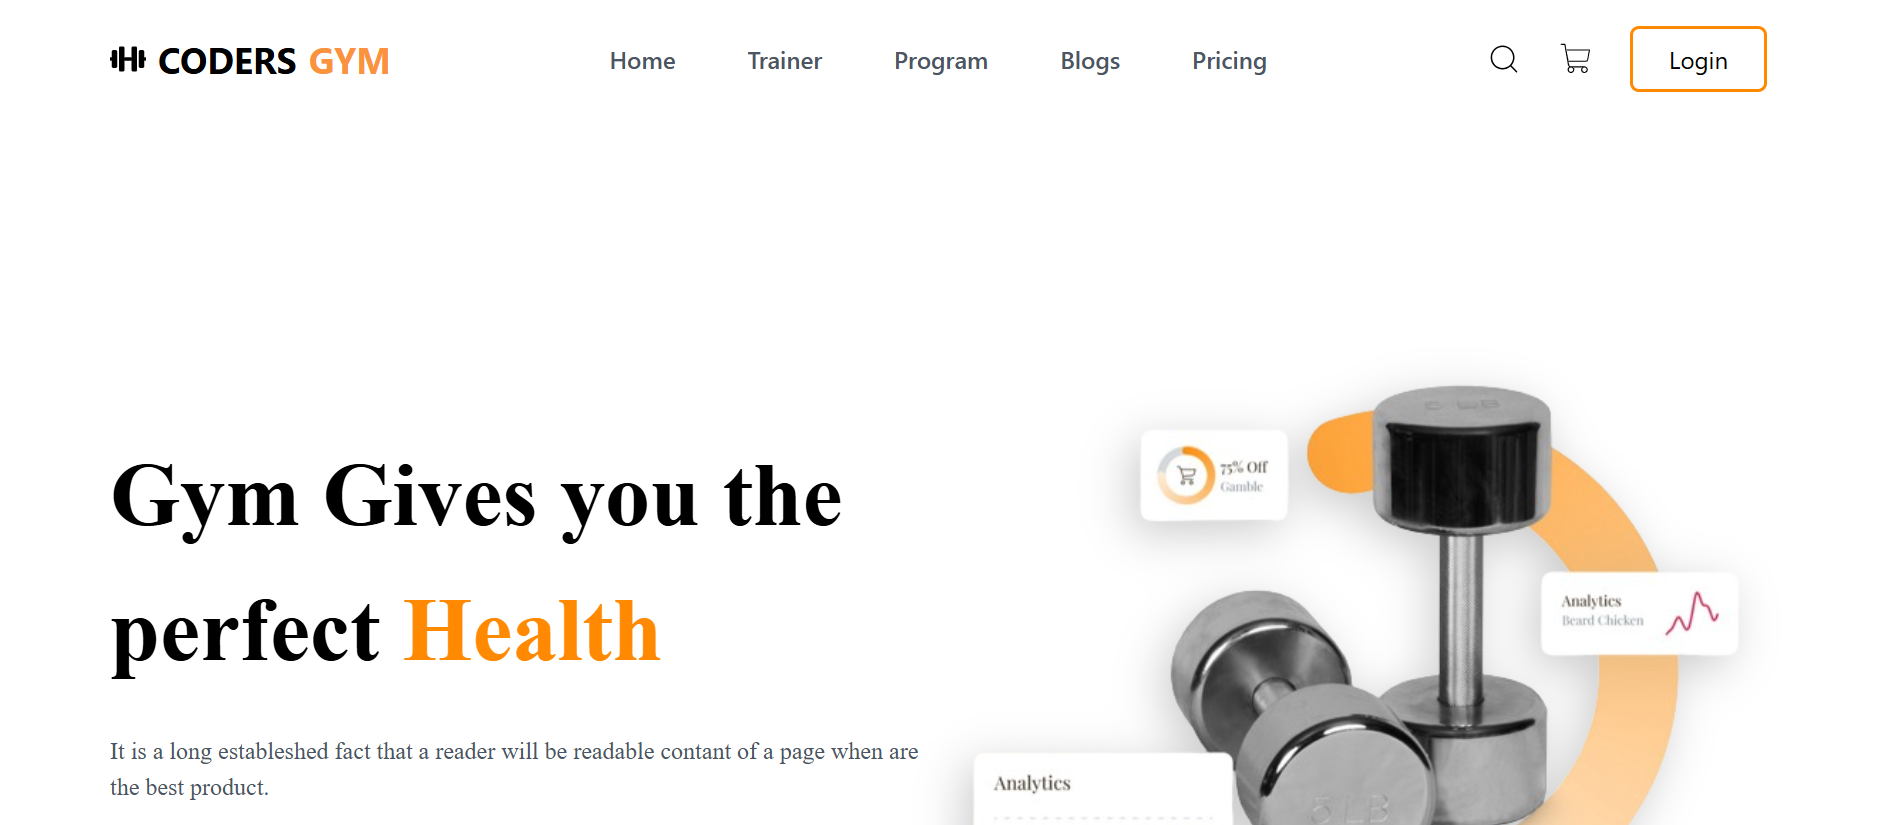 CODERS GYM
Home
Trainer
Program
Blogs
Pricing
Login
Gym Gives you the
perfect Health
It is a long estableshed fact that a reader will be readable contant of a page when are
the best product.
75% Off
Gamble
5 LB
Analytics
Beard Chicken
Analytics
5 LB